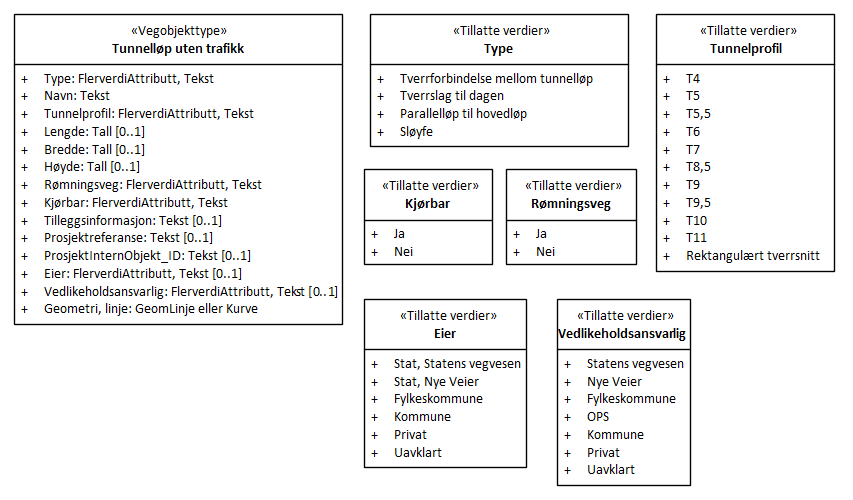 «Vegobjekttype»
Tunnelløp uten trafikk
+ Type: FlerverdiAttributt, Tekst
+ Navn: Tekst
+ Tunnelprofil: FlerverdiAttributt, Tekst
+ Lengde: Tall [0..1]
+ Bredde: Tall [0..1]
+ Høyde: Tall [0..1]
+ Rømningsveg: FlerverdiAttributt, Tekst
+ Kjørbar: FlerverdiAttributt, Tekst
+ Tilleggsinformasjon: Tekst [0..1]
+ Prosjektreferanse: Tekst [0..1]
+ ProsjektInternObjekt_ID: Tekst [0..1]
+ Eier: FlerverdiAttributt, Tekst [0..1]
+ Vedlikeholdsansvarlig: FlerverdiAttributt, Tekst [0..1]
+ Geometri, linje: GeomLinje eller Kurve
«Tillatte verdier»
Type
+ Tverrforbindelse mellom tunnelløp
+ Tverrslag til dagen
+ Parallelløp til hovedløp
+ Sløyfe
«Tillatte verdier»
Tunnelprofil
+ T4
+ T5
+ T5,5
+ T6
+ T7
+ T8,5
+ T9
+ T9,5
+ T10
+ T11
+ Rektangulært tverrsnitt
«Tillatte verdier»
Kjørbar
+ Ja
+ Nei
«Tillatte verdier»
Rømningsveg
+ Ja
+ Nei
«Tillatte verdier»
Eier
+ Stat, Statens vegvesen
+ Stat, Nye Veier
+ Fylkeskommune
+ Kommune
+ Privat
+ Uavklart
«Tillatte verdier»
Vedlikeholdsansvarlig
+ Statens vegvesen
+ Nye Veier
+ Fylkeskommune
+ OPS
+ Kommune
+ Privat
+ Uavklart